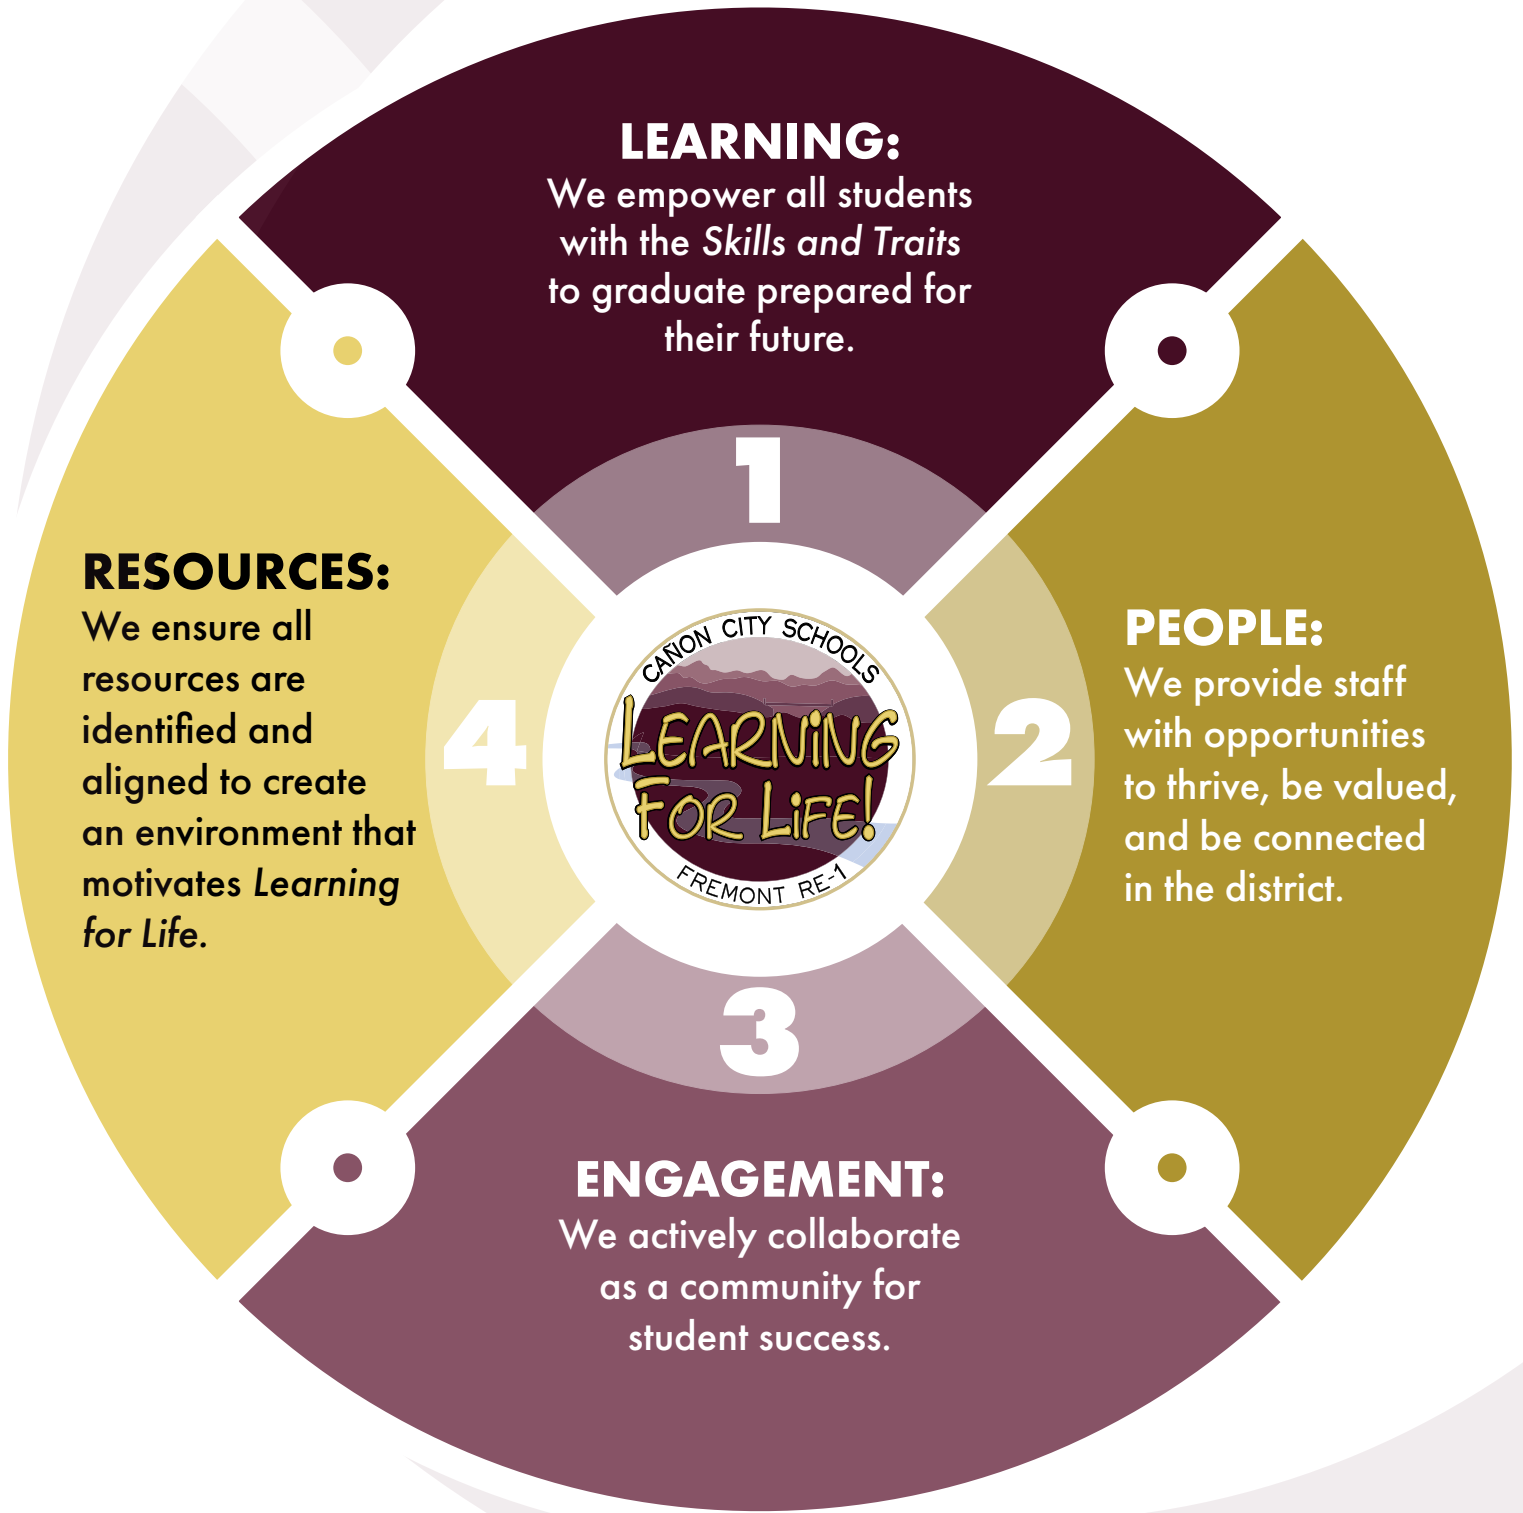 LEARNING:
We empower all students
with the Skills and Traits
to graduate prepared for
their future.
1
PEOPLE:
We provide staff
with opportunities
to thrive, be valued,
and be connected
in the district.
2
ENGAGEMENT:
We actively collaborate
as a community for
student success.
3
RESOURCES:
We ensure all
resources are
identified and
aligned to create
an environment that
motivates Learning
for Life.
4
CAÑON CITY SCHOOLS
LEARNING
FOR LIFE!
FREMONT RE-1